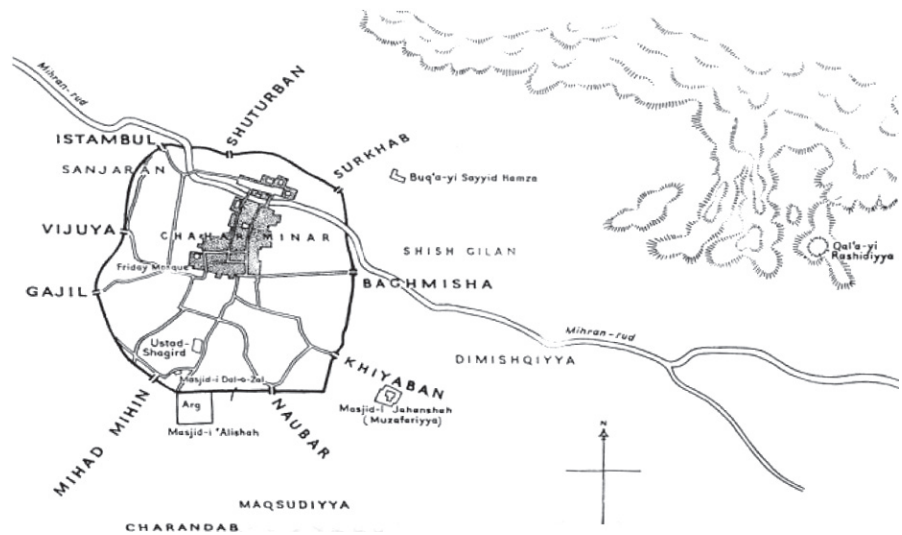 Mihran-rud
SHUTURBAN
ISTAMBUL
SURKHAB
SANJARAN
Buq'a-yi Sayyid Hamza
VIJUYA
CHAHAR MINAR
SHISH GILAN
Qal'a-yi
Rashidiyya
Friday Mosque
GAJIL
BAGHMISHA
Mihran-rud
DIMISHQIYYA
Ustad-
Shagird
KHIYABAN
Masjid-i Dal-o-Zal
MIHAD MIHIN
Arg
NAUBAR
Masjid-i Jahanshah
(Muzafariyya)
Masjid-i 'Alishah
N
MAQSUDIYYA
CHARANDAB